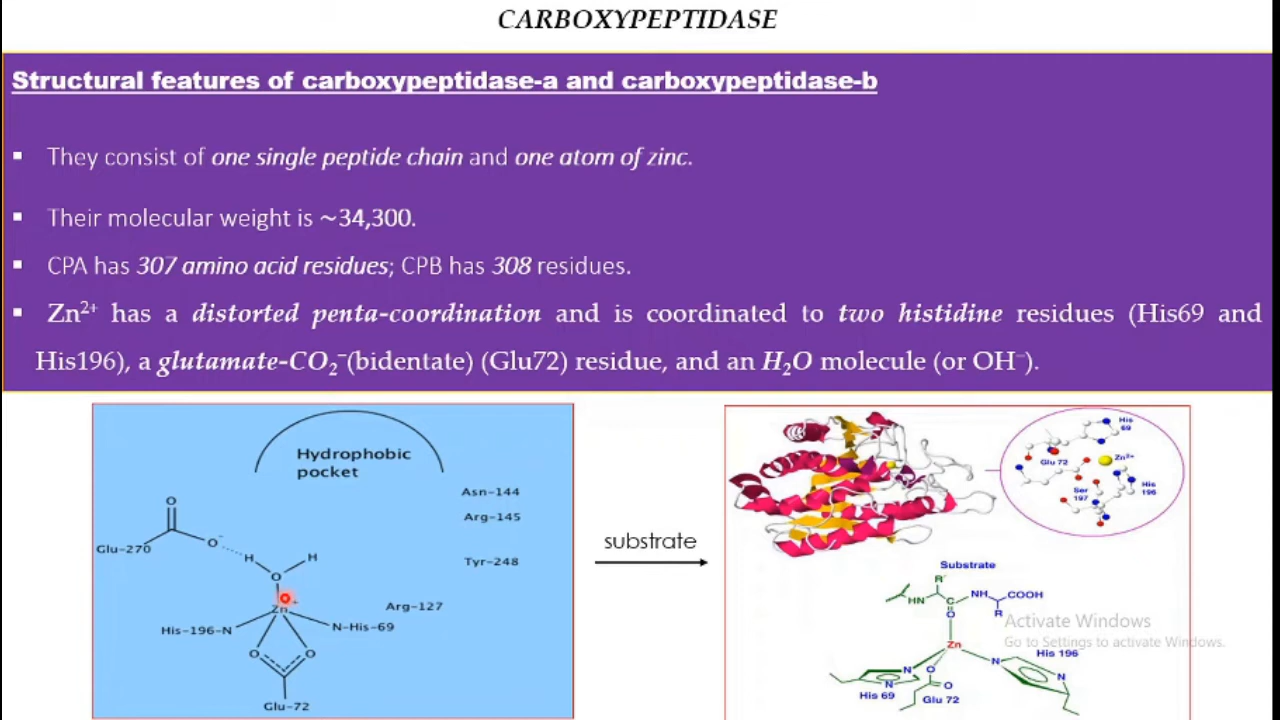 CARBOXYPEPTIDASE
Structural features of carboxypeptidase-a and carboxypeptidase-b
▪ They consist of one single peptide chain and one atom of zinc.
▪ Their molecular weight is ~34,300.
▪ CPA has 307 amino acid residues; CPB has 308 residues.
▪ Zn²⁺ has a distorted penta-coordination and is coordinated to two histidine residues (His69 and
His196), a glutamate-CO₂⁻(bidentate) (Glu72) residue, and an H₂O molecule (or OH⁻).
Hydrophobic
pocket
Asn-144
Arg-145
Tyr-248
Arg-127
O
O⁻
Glu-270
H
H
O
Zn
His-196-N
N-His-69
O
O
Glu-72
substrate
His
69
Glu 72
Zn²⁺
Ser
197
His
196
Substrate
R'
HN
C
NH
COOH
O
R
Zn
His 196
N
N
N
N
O
O
His 69
Glu 72
Activate Windows
Go to Settings to activate Windows.